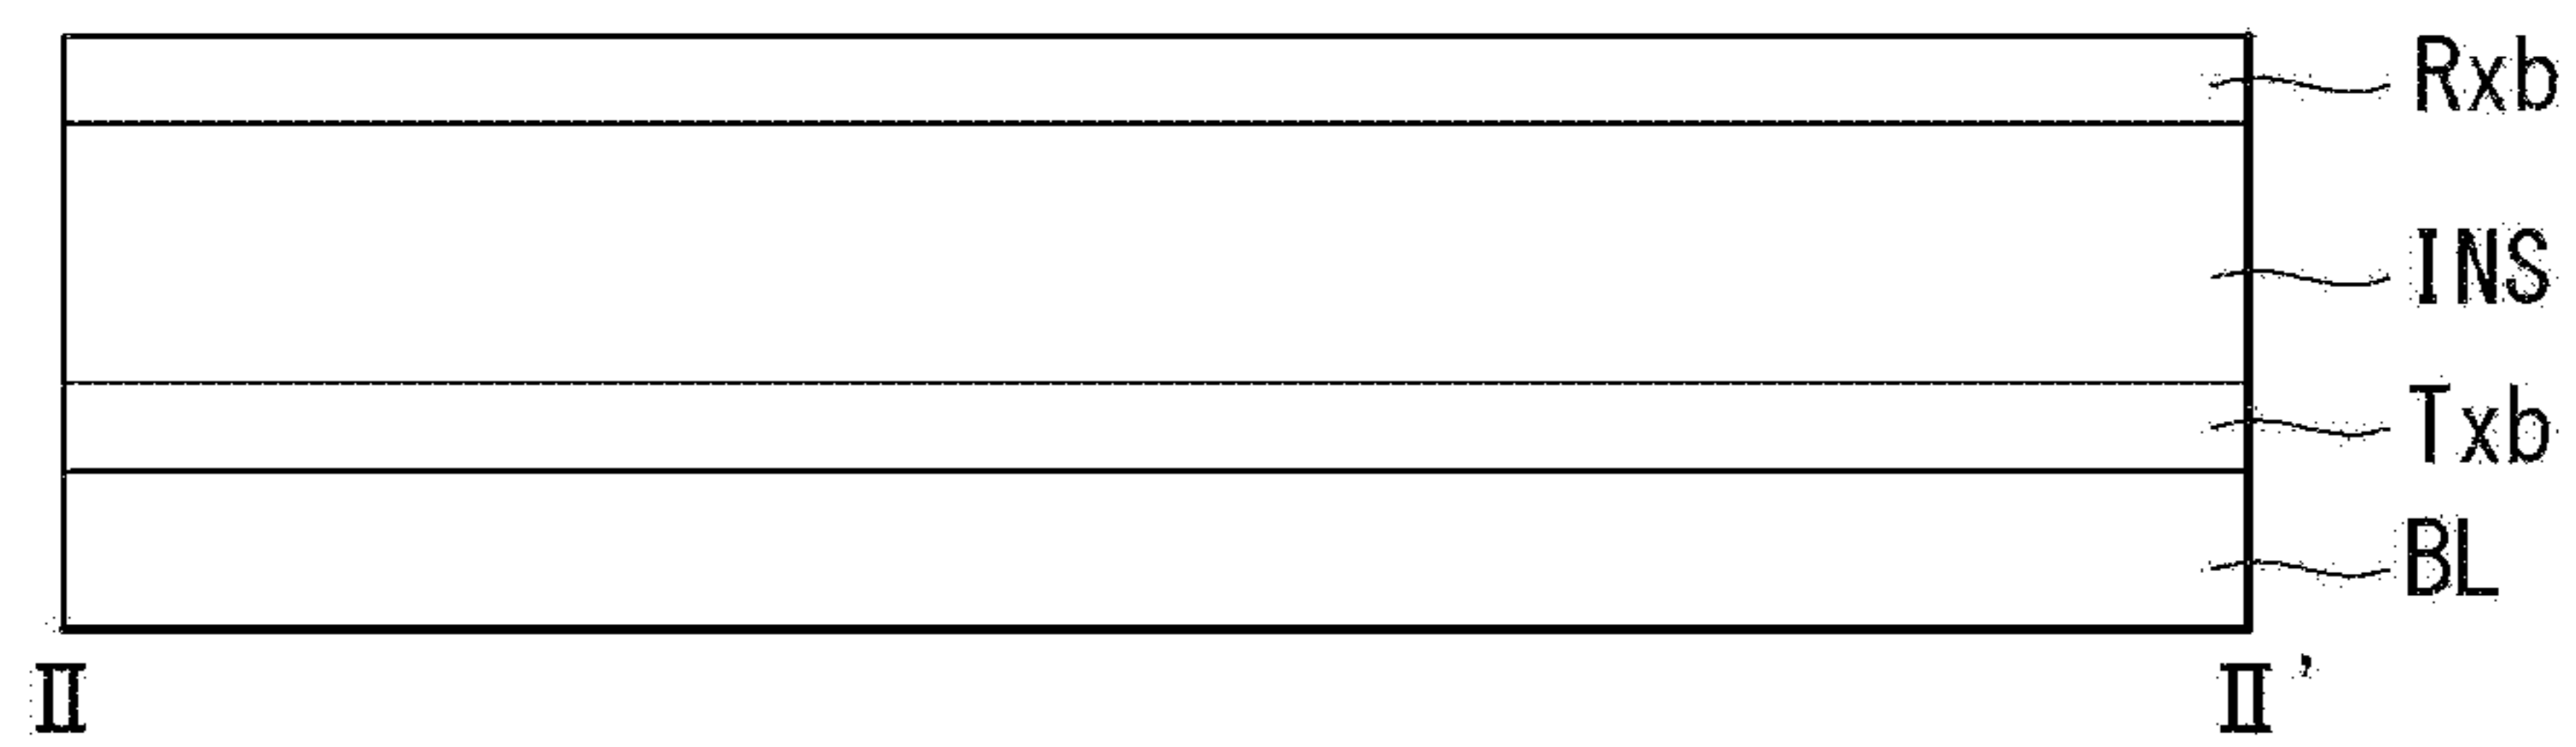 Rxb
INS
Txb
BL
II II'